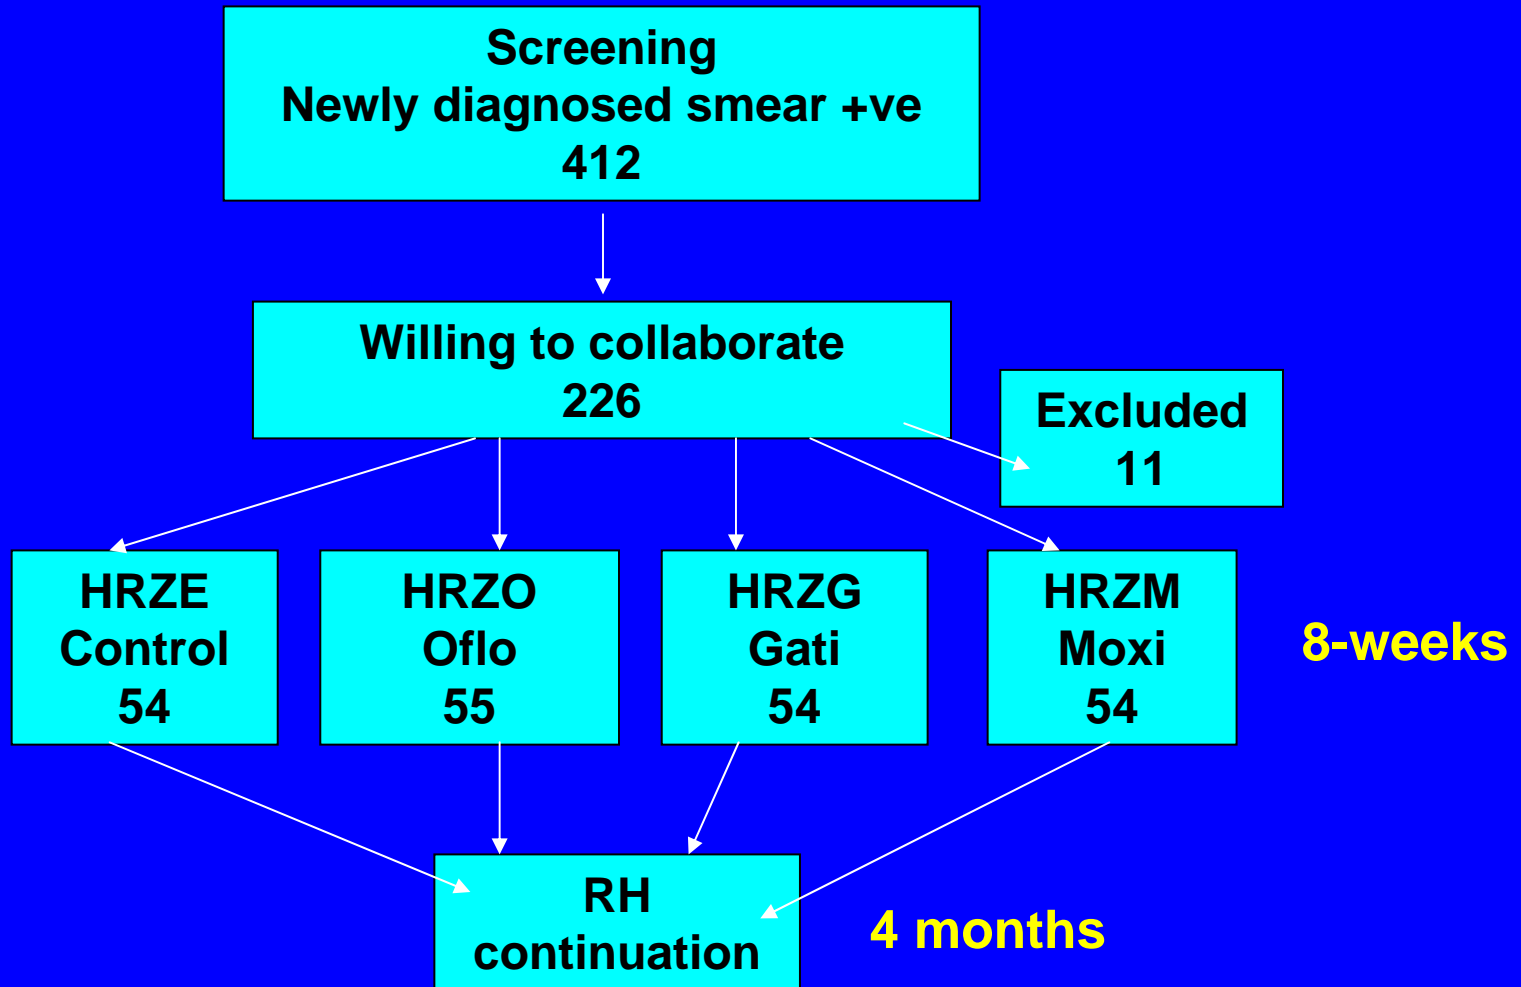 Screening
Newly diagnosed smear +ve
412
Willing to collaborate
226
Excluded
11
HRZE
Control
54
HRZO
Oflo
55
HRZG
Gati
54
HRZM
Moxi
54
8-weeks
RH
continuation
4 months